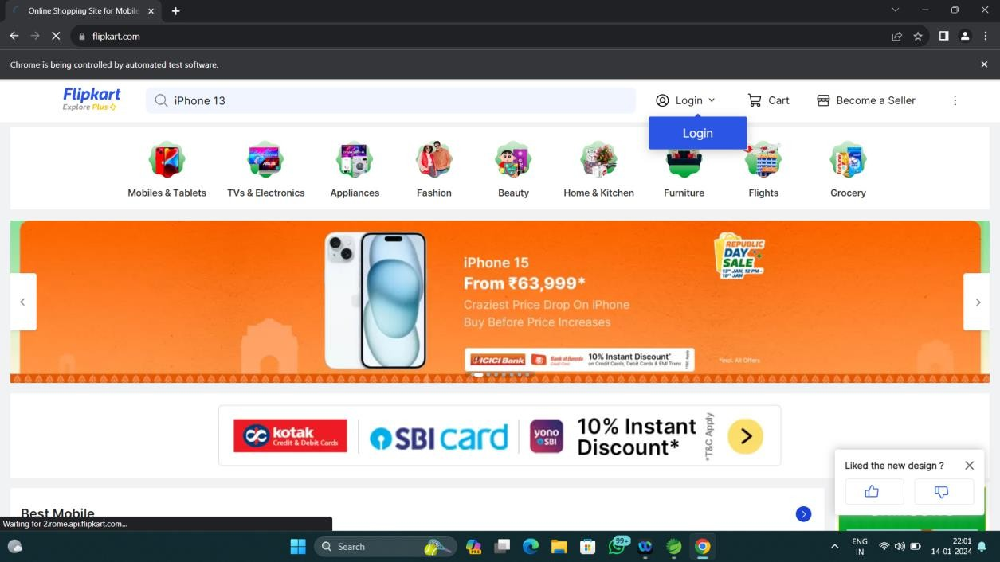 Online Shopping Site for Mobile
flipkart.com
Chrome is being controlled by automated test software.
Flipkart
Explore Plus
iPhone 13
Login
Cart
Become a Seller
Login
Mobiles & Tablets
TVs & Electronics
Appliances
Fashion
Beauty
Home & Kitchen
Furniture
Flights
Grocery
iPhone 15
From ₹63,999*
Craziest Price Drop On iPhone
Buy Before Price Increases
REPUBLIC
DAY
SALE
13th JAN, 12 PM -
ICICI Bank
Bank of Baroda
10% Instant Discount*
on Credit Cards, Debit Cards & EMI Trxns
*Incl. All Offers
kotak
Credit & Debit Cards
SBI card
yono
SBI
10% Instant
Discount*
*T&C Apply
Liked the new design ?
Best Mobile
Waiting for 2.rome.api.flipkart.com...
Search
PRE
99+
ENG
IN
22:01
14-01-2024